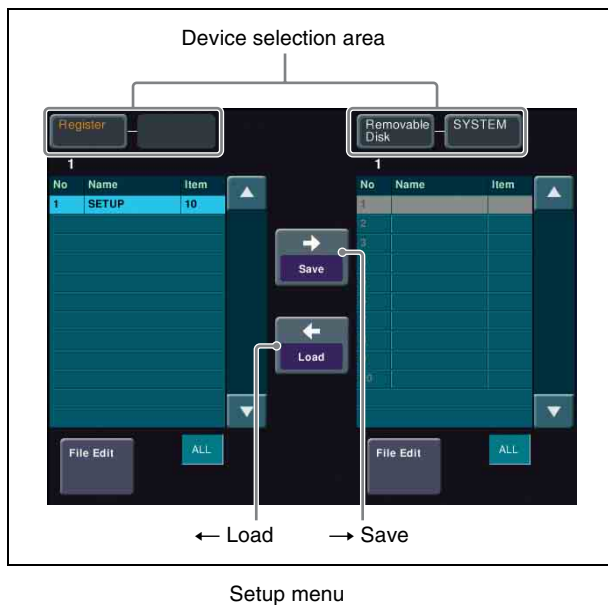 Device selection area
Register
Removable Disk SYSTEM
1 1
No Name Item No Name Item
1 SETUP 10 1
2
3
→
Save
←
Load
File Edit ALL File Edit ALL
← Load → Save
Setup menu